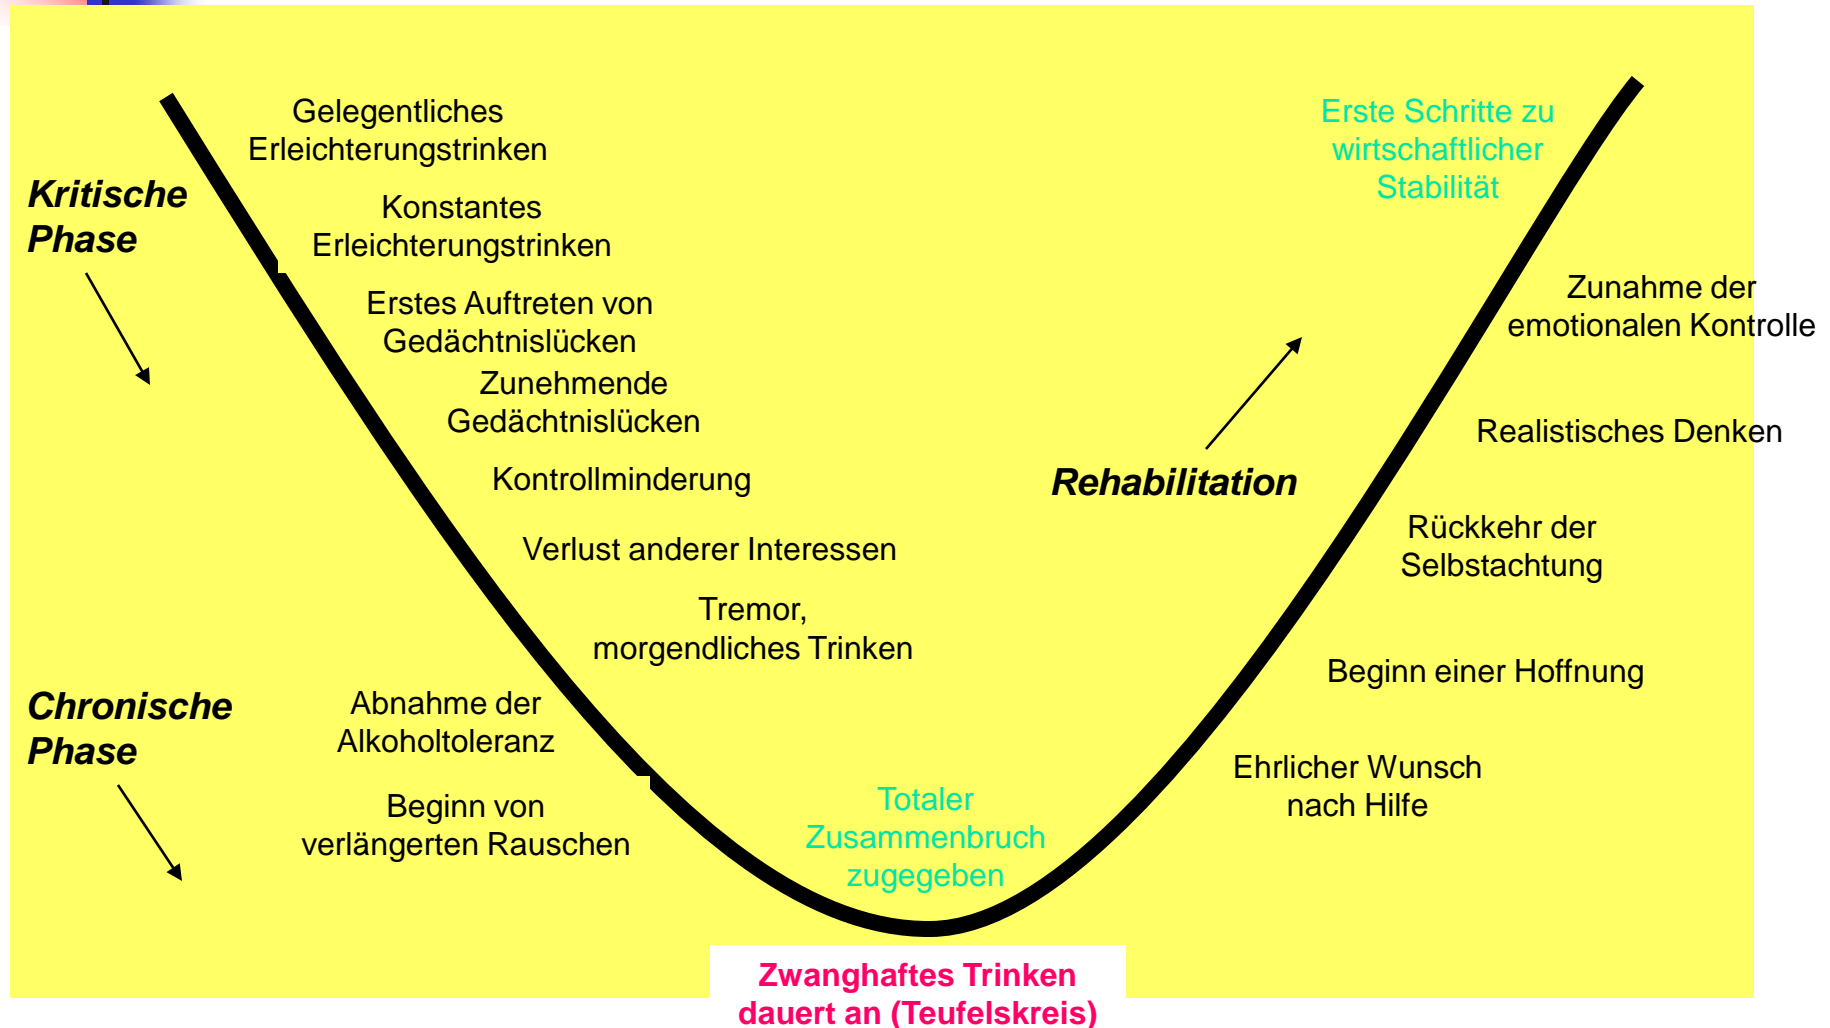 Gelegentliches
Erleichterungstrinken
Kritische
Phase
Konstantes
Erleichterungstrinken
Erstes Auftreten von
Gedächtnislücken
Zunehmende
Gedächtnislücken
Kontrollminderung
Verlust anderer Interessen
Tremor,
morgendliches Trinken
Chronische
Phase
Abnahme der
Alkoholtoleranz
Beginn von
verlängerten Rauschen
Totaler
Zusammenbruch
zugegeben
Zwanghaftes Trinken
dauert an (Teufelskreis)
Ehrlicher Wunsch
nach Hilfe
Beginn einer Hoffnung
Rückkehr der
Selbstachtung
Rehabilitation
Realistisches Denken
Zunahme der
emotionalen Kontrolle
Erste Schritte zu
wirtschaftlicher
Stabilität